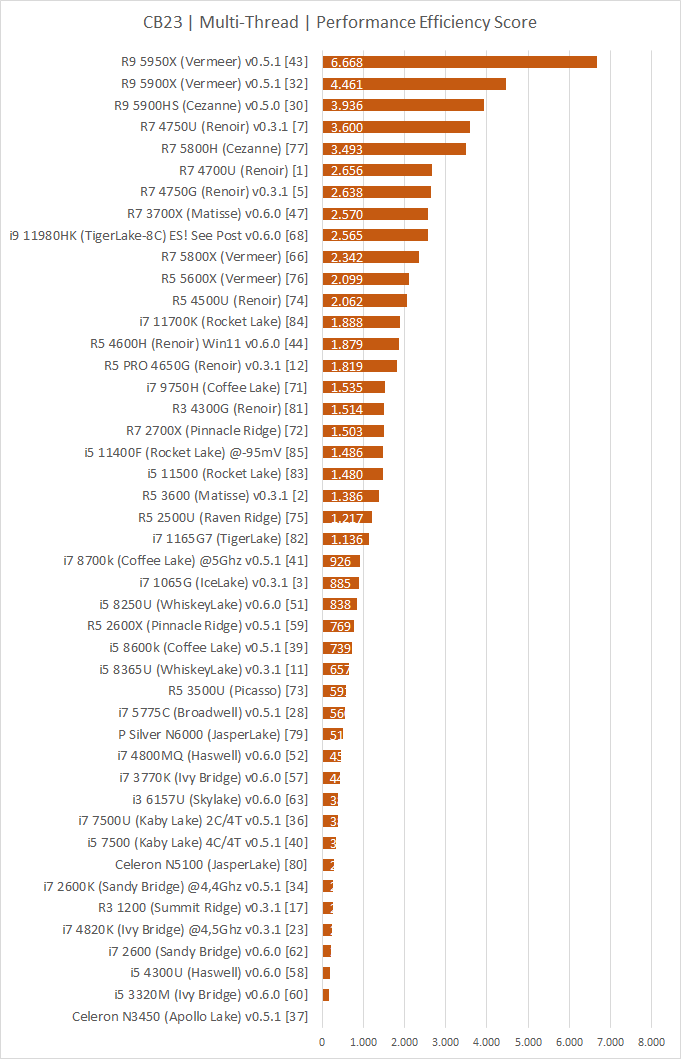 CB23 | Multi-Thread | Performance Efficiency Score
R9 5950X (Vermeer) v0.5.1 [43] 6.668
R9 5900X (Vermeer) v0.5.1 [32] 4.461
R9 5900HS (Cezanne) v0.5.0 [30] 3.936
R7 4750U (Renoir) v0.3.1 [7] 3.600
R7 5800H (Cezanne) [77] 3.493
R7 4700U (Renoir) [1] 2.656
R7 4750G (Renoir) v0.3.1 [5] 2.638
R7 3700X (Matisse) v0.6.0 [47] 2.570
i9 11980HK (TigerLake-8C) ES! See Post v0.6.0 [68] 2.565
R7 5800X (Vermeer) [66] 2.342
R5 5600X (Vermeer) [76] 2.099
R5 4500U (Renoir) [74] 2.062
i7 11700K (Rocket Lake) [84] 1.888
R5 4600H (Renoir) Win11 v0.6.0 [44] 1.879
R5 PRO 4650G (Renoir) v0.3.1 [12] 1.819
i7 9750H (Coffee Lake) [71] 1.535
R3 4300G (Renoir) [81] 1.514
R7 2700X (Pinnacle Ridge) [72] 1.503
i5 11400F (Rocket Lake) @-95mV [85] 1.486
i5 11500 (Rocket Lake) [83] 1.480
R5 3600 (Matisse) v0.3.1 [2] 1.386
R5 2500U (Raven Ridge) [75] 1.217
i7 1165G7 (TigerLake) [82] 1.136
i7 8700k (Coffee Lake) @5Ghz v0.5.1 [41] 926
i7 1065G (IceLake) v0.3.1 [3] 885
i5 8250U (WhiskeyLake) v0.6.0 [51] 838
R5 2600X (Pinnacle Ridge) v0.5.1 [59] 769
i5 8600k (Coffee Lake) v0.5.1 [39] 739
i5 8365U (WhiskeyLake) v0.3.1 [11] 657
R5 3500U (Picasso) [73]
i7 5775C (Broadwell) v0.5.1 [28]
P Silver N6000 (JasperLake) [79]
i7 4800MQ (Haswell) v0.6.0 [52]
i7 3770K (Ivy Bridge) v0.6.0 [57]
i3 6157U (Skylake) v0.6.0 [63]
i7 7500U (Kaby Lake) 2C/4T v0.5.1 [36]
i5 7500 (Kaby Lake) 4C/4T v0.5.1 [40]
Celeron N5100 (JasperLake) [80]
i7 2600K (Sandy Bridge) @4,4Ghz v0.5.1 [34]
R3 1200 (Summit Ridge) v0.3.1 [17]
i7 4820K (Ivy Bridge) @4,5Ghz v0.3.1 [23]
i7 2600 (Sandy Bridge) v0.6.0 [62]
i5 4300U (Haswell) v0.6.0 [58]
i5 3320M (Ivy Bridge) v0.6.0 [60]
Celeron N3450 (Apollo Lake) v0.5.1 [37]
0 1.000 2.000 3.000 4.000 5.000 6.000 7.000 8.000